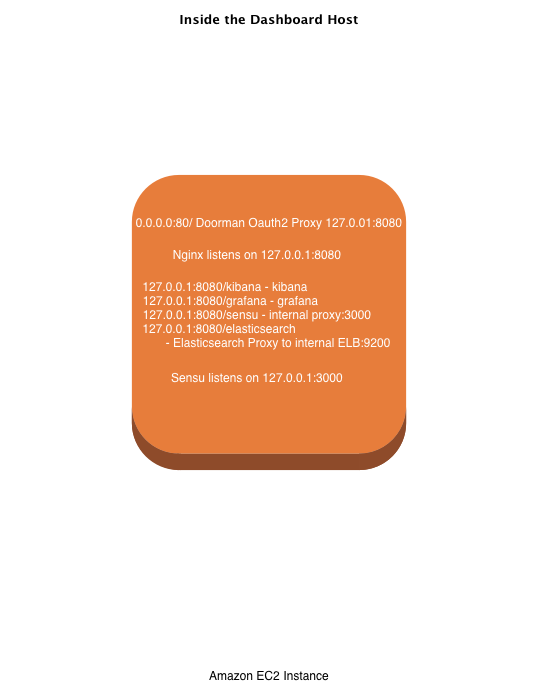 Inside the Dashboard Host
0.0.0.0:80/ Doorman Oauth2 Proxy 127.0.01:8080
Nginx listens on 127.0.0.1:8080
127.0.0.1:8080/kibana - kibana
127.0.0.1:8080/grafana - grafana
127.0.0.1:8080/sensu - internal proxy:3000
127.0.0.1:8080/elasticsearch
- Elasticsearch Proxy to internal ELB:9200
Sensu listens on 127.0.0.1:3000
Amazon EC2 Instance